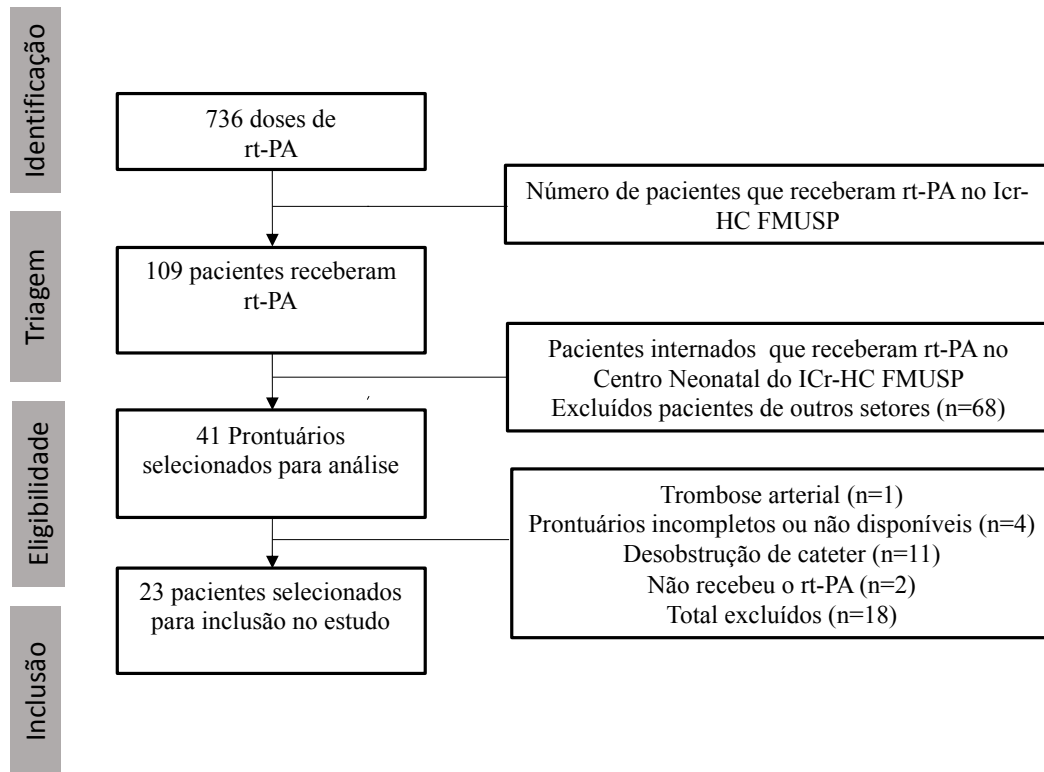 Identificação
736 doses de
rt-PA
Número de pacientes que receberam rt-PA no Icr-
HC FMUSP
Triagem
109 pacientes receberam
rt-PA
Pacientes internados que receberam rt-PA no
Centro Neonatal do ICr-HC FMUSP
Excluídos pacientes de outros setores (n=68)
Eligibilidade
41 Prontuários
selecionados para análise
Trombose arterial (n=1)
Prontuários incompletos ou não disponíveis (n=4)
Desobstrução de cateter (n=11)
Não recebeu o rt-PA (n=2)
Total excluídos (n=18)
23 pacientes selecionados
para inclusão no estudo
Inclusão